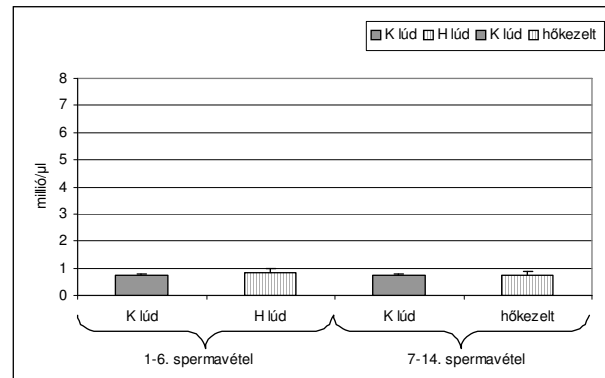 K lúd H lúd K lúd hőkezelt
8
7
6
5
4
3
2
1
0
millió/µl
K lúd H lúd K lúd hőkezelt
1-6. spermavétel 7-14. spermavétel